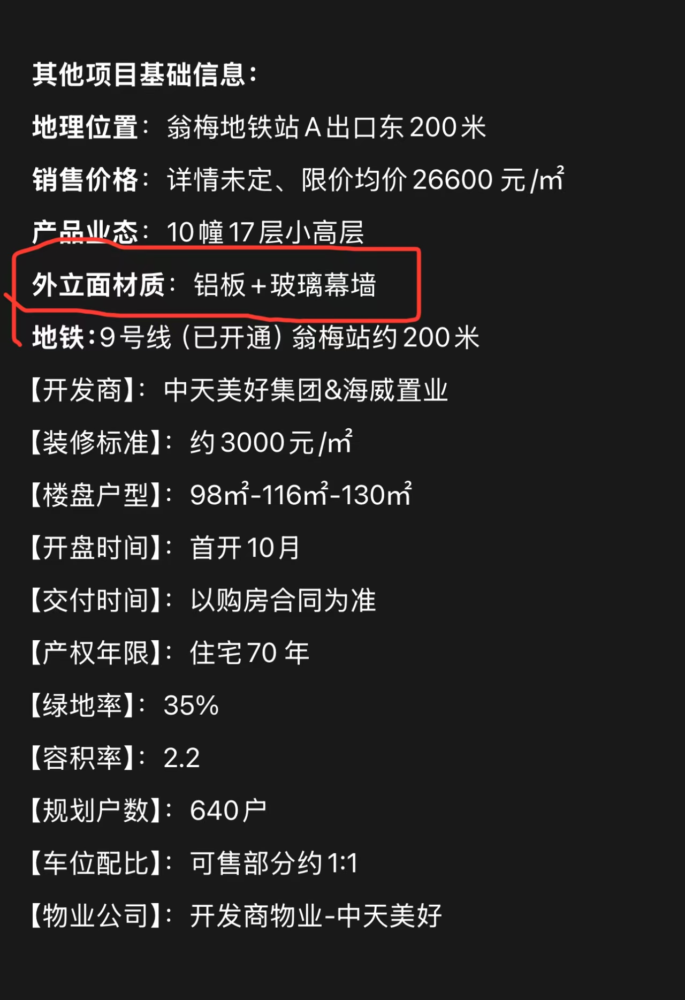 其他项目基础信息：
地理位置：翁梅地铁站A出口东200米
销售价格：详情未定、限价均价26600 元/㎡
产品业态：10幢17层小高层
外立面材质：铝板+玻璃幕墙
地铁：9号线（已开通）翁梅站约200米
【开发商】：中天美好集团&海威置业
【装修标准】：约3000元/㎡
【楼盘户型】：98㎡-116㎡-130㎡
【开盘时间】：首开10月
【交付时间】：以购房合同为准
【产权年限】：住宅70 年
【绿地率】：35%
【容积率】：2.2
【规划户数】：640户
【车位配比】：可售部分约1:1
【物业公司】：开发商物业-中天美好